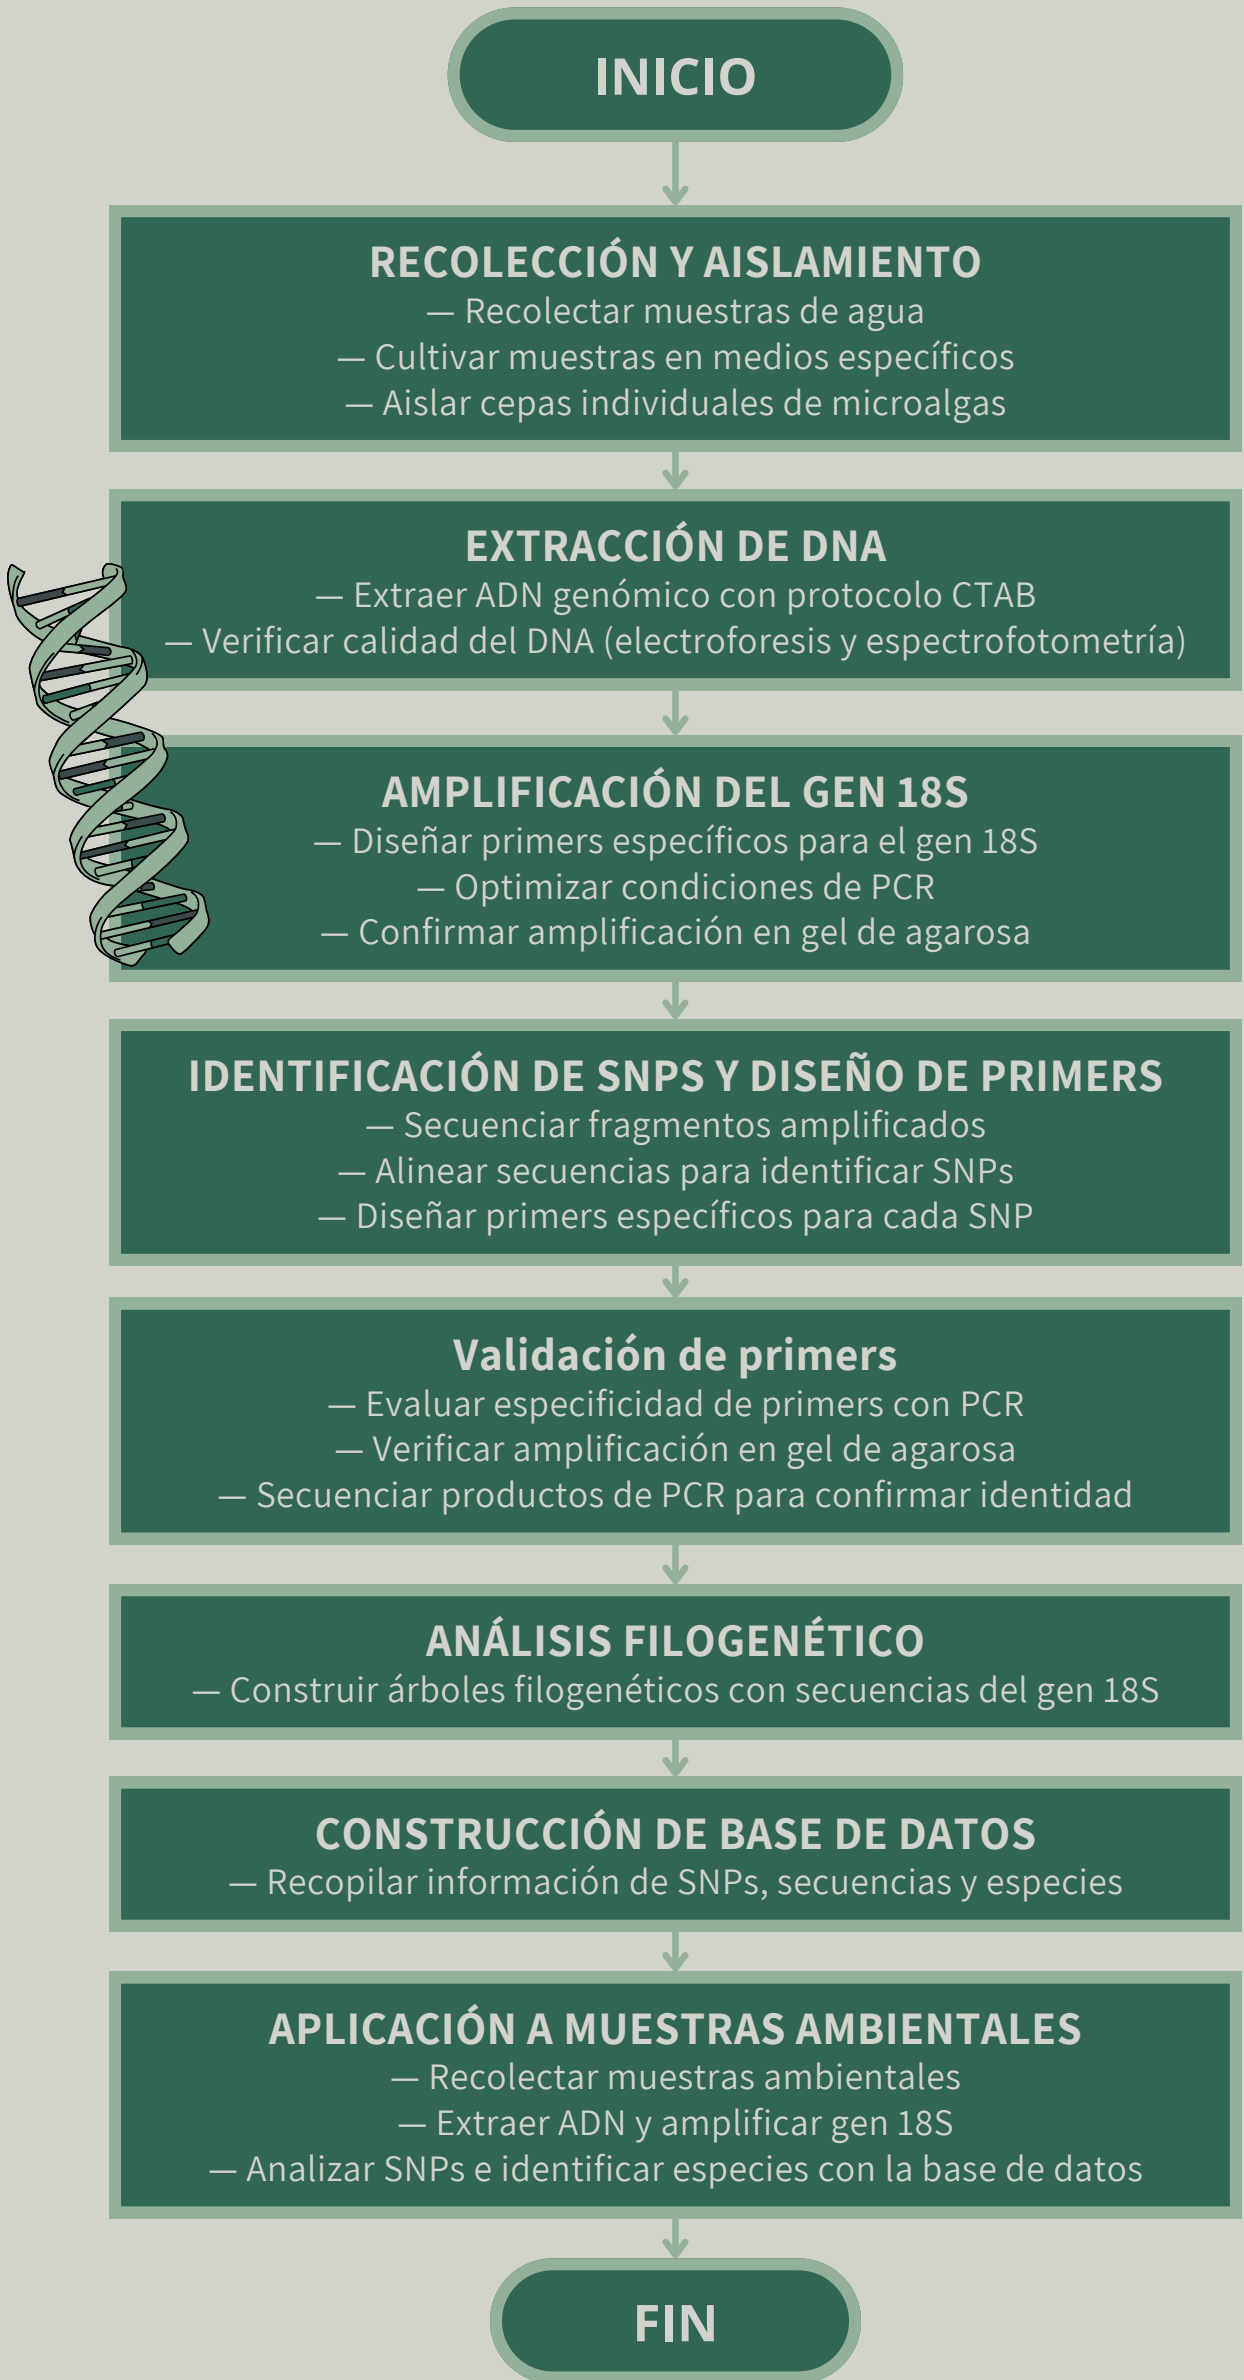 INICIO
RECOLECCIÓN Y AISLAMIENTO
— Recolectar muestras de agua
— Cultivar muestras en medios específicos
— Aislar cepas individuales de microalgas
EXTRACCIÓN DE DNA
— Extraer ADN genómico con protocolo CTAB
— Verificar calidad del DNA (electroforesis y espectrofotometría)
AMPLIFICACIÓN DEL GEN 18S
— Diseñar primers específicos para el gen 18S
— Optimizar condiciones de PCR
— Confirmar amplificación en gel de agarosa
IDENTIFICACIÓN DE SNPS Y DISEÑO DE PRIMERS
— Secuenciar fragmentos amplificados
— Alinear secuencias para identificar SNPs
— Diseñar primers específicos para cada SNP
Validación de primers
— Evaluar especificidad de primers con PCR
— Verificar amplificación en gel de agarosa
— Secuenciar productos de PCR para confirmar identidad
ANÁLISIS FILOGENÉTICO
— Construir árboles filogenéticos con secuencias del gen 18S
CONSTRUCCIÓN DE BASE DE DATOS
— Recopilar información de SNPs, secuencias y especies
APLICACIÓN A MUESTRAS AMBIENTALES
— Recolectar muestras ambientales
— Extraer ADN y amplificar gen 18S
— Analizar SNPs e identificar especies con la base de datos
FIN